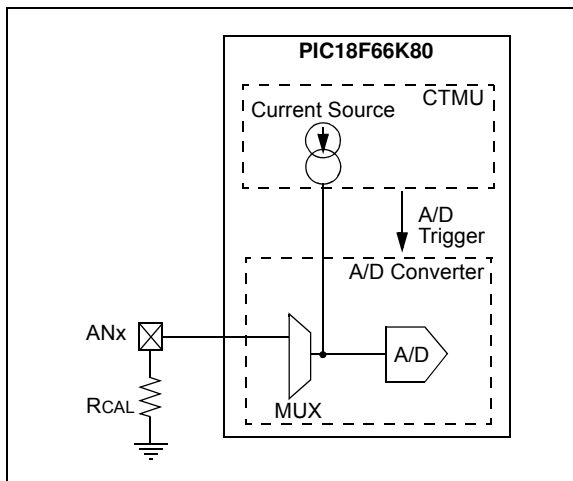 PIC18F66K80
CTMU
Current Source
A/D
Trigger
A/D Converter
ANx
A/D
RCAL
MUX